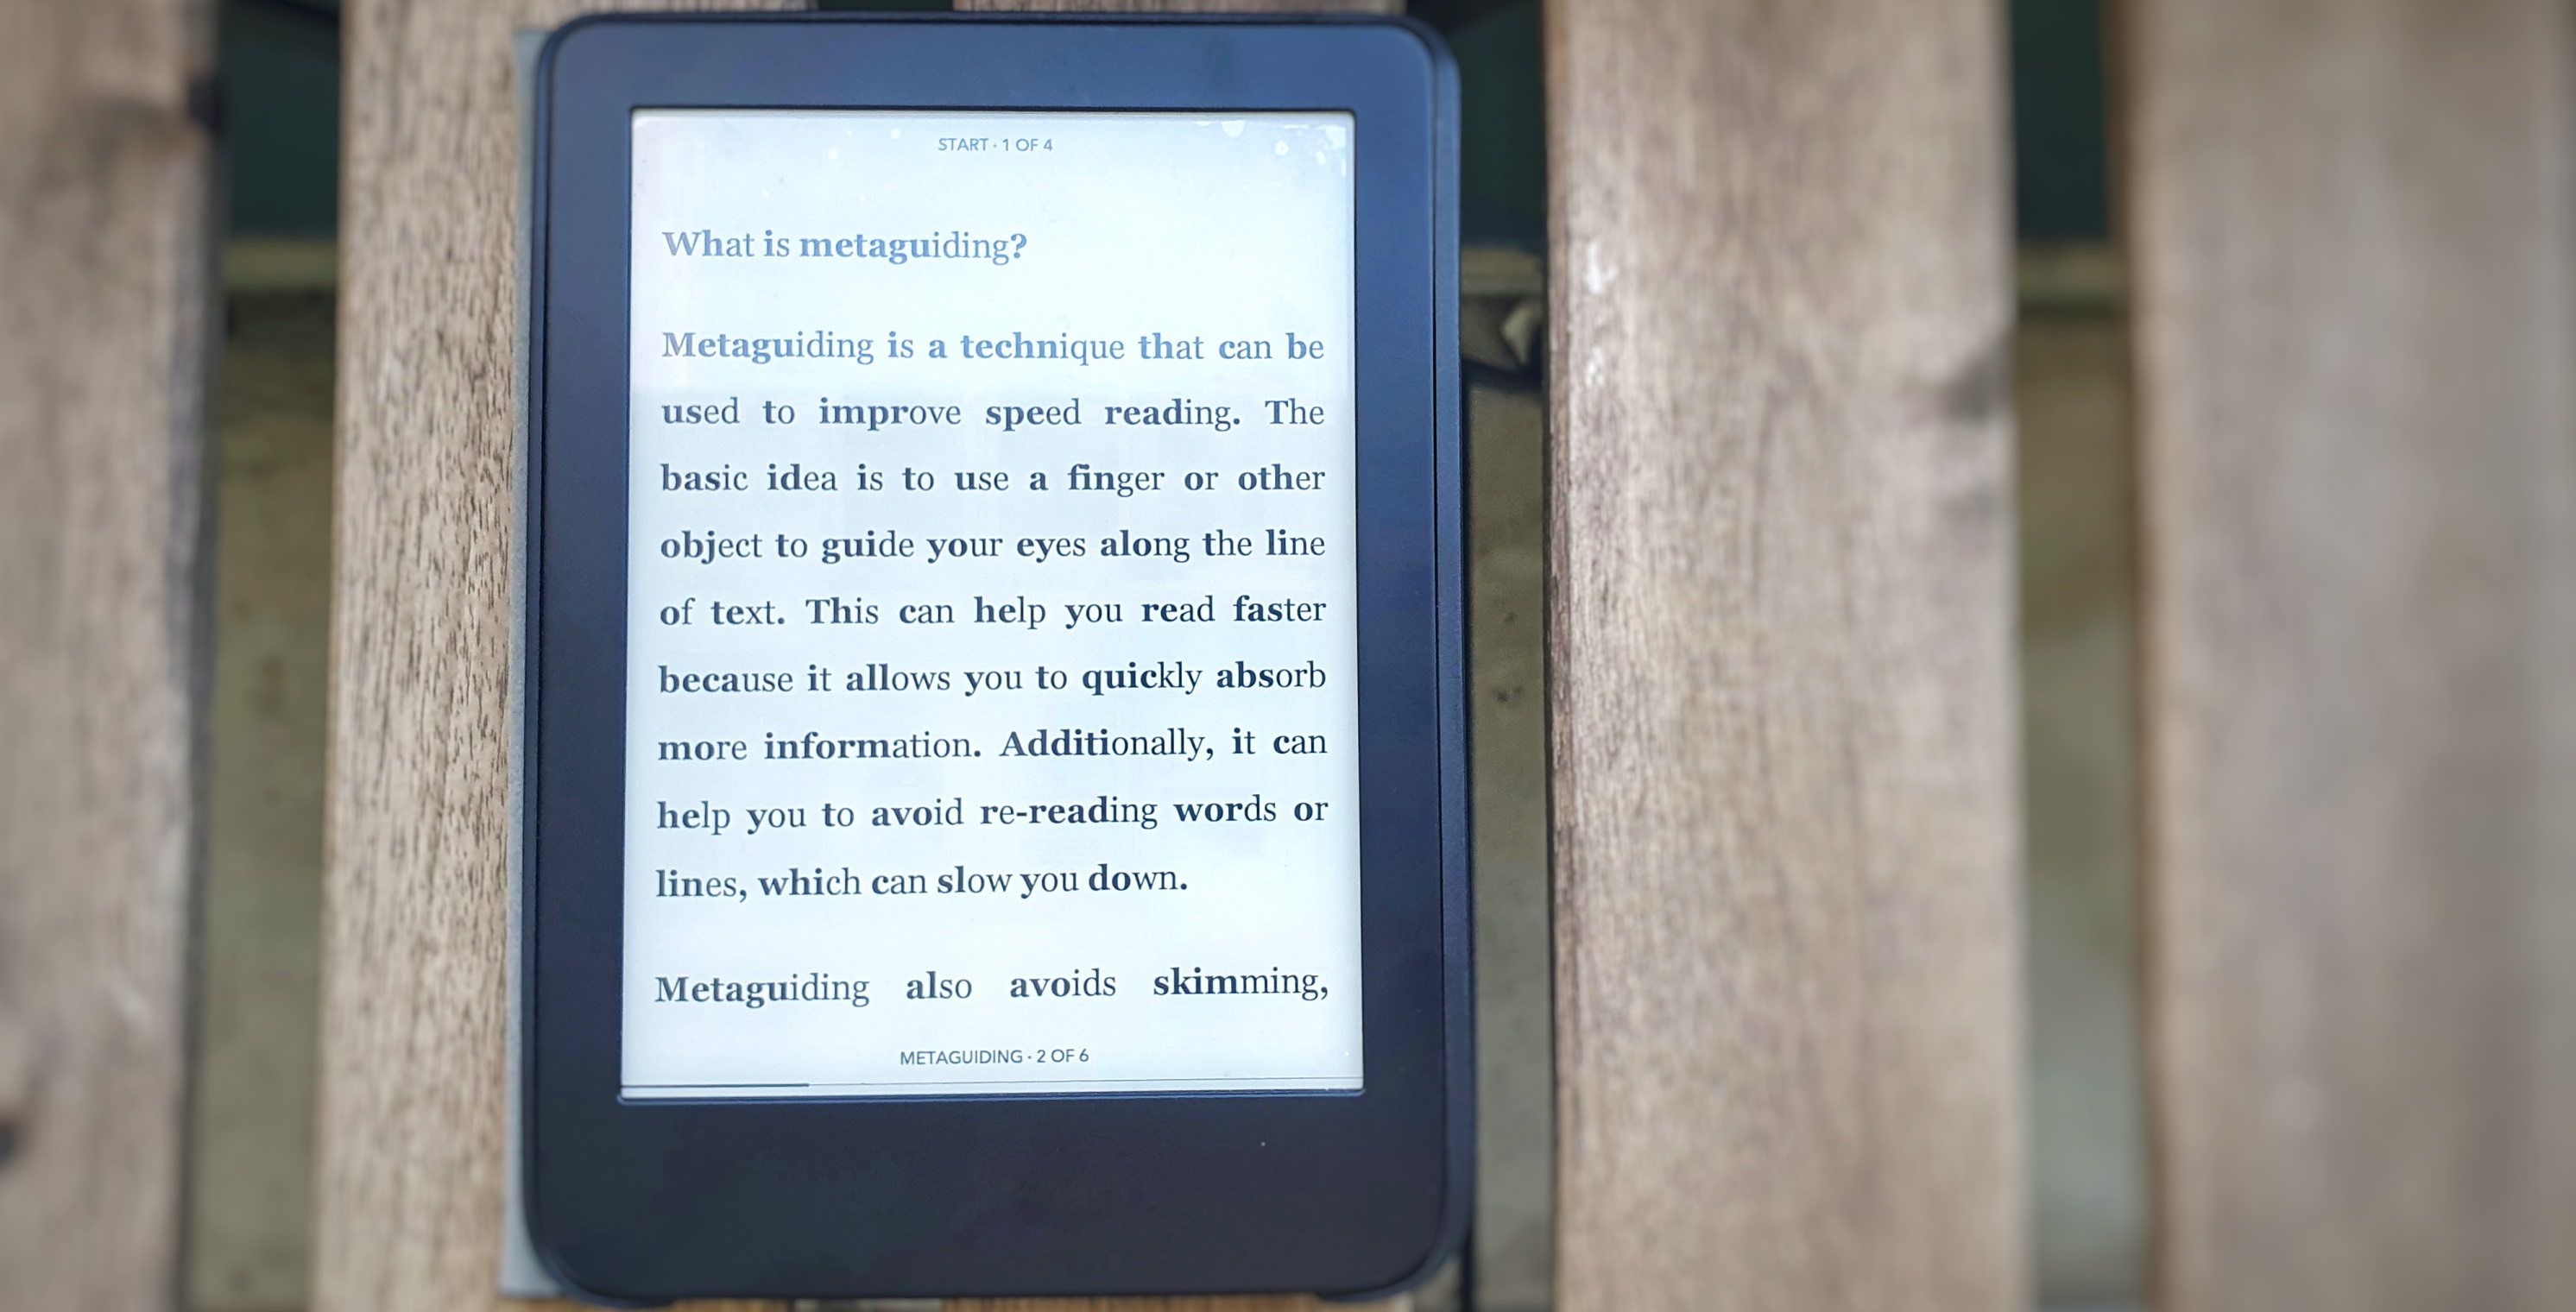 START · 1 OF 4
What is metaguiding?
Metaguiding is a technique that can be
used to improve speed reading. The
basic idea is to use a finger or other
object to guide your eyes along the line
of text. This can help you read faster
because it allows you to quickly absorb
more information. Additionally, it can
help you to avoid re-reading words or
lines, which can slow you down.
Metaguiding also avoids skimming,
METAGUIDING · 2 OF 6